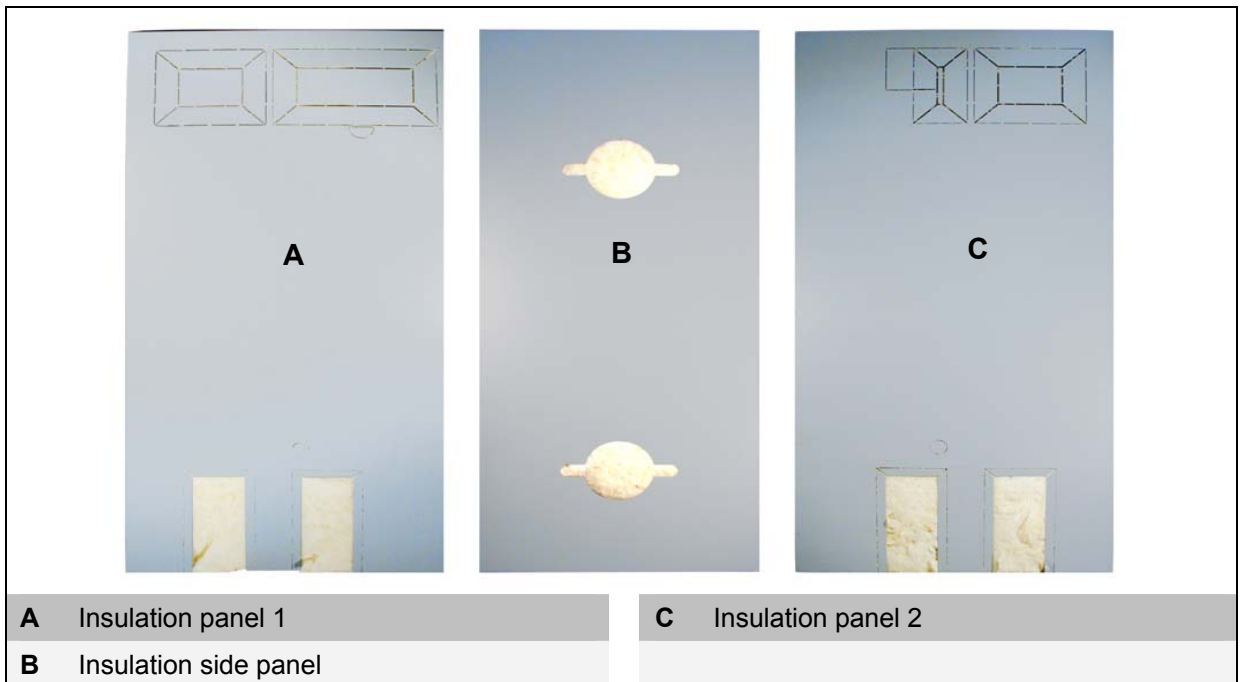 A
B
C
A Insulation panel 1
C Insulation panel 2
B Insulation side panel